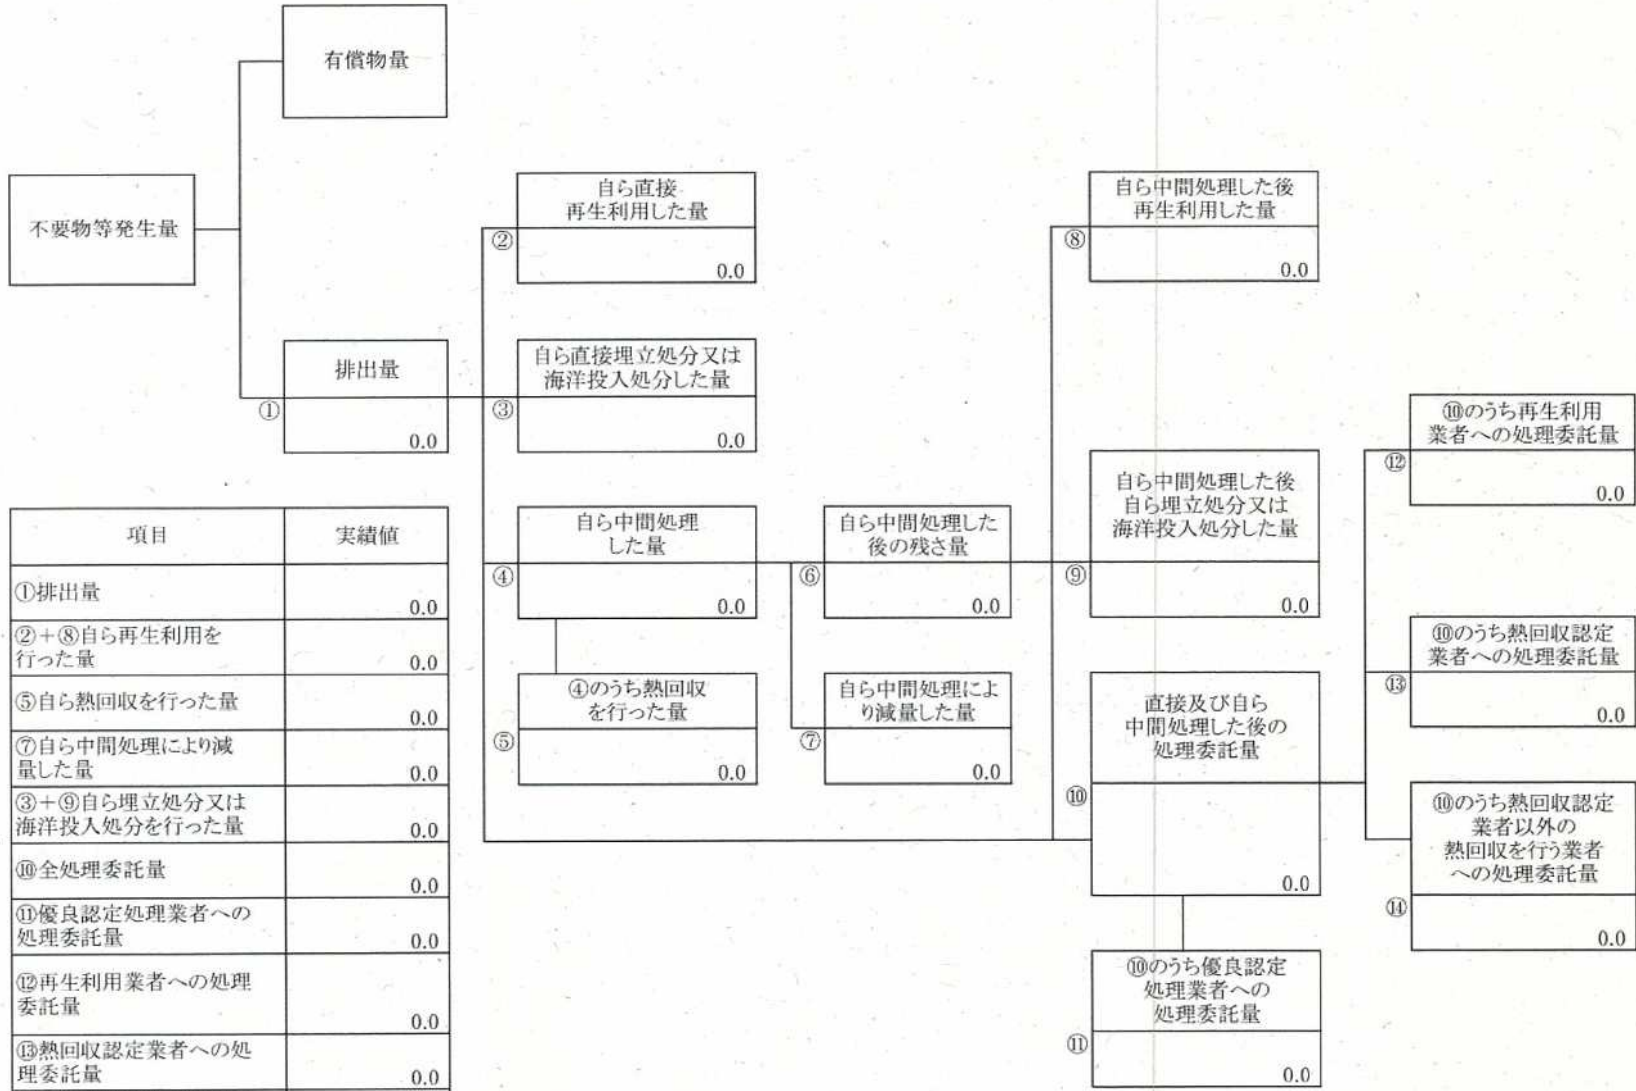 有償物量
不要物等発生量
排出量
①
0.0
自ら直接
再生利用した量
②
0.0
自ら直接埋立処分又は
海洋投入処分した量
③
0.0
自ら中間処理
した量
④
0.0
④のうち熱回収
を行った量
⑤
0.0
自ら中間処理した
後の残さ量
⑥
0.0
自ら中間処理によ
り減量した量
⑦
0.0
自ら中間処理した後
再生利用した量
⑧
0.0
自ら中間処理した後
自ら埋立処分又は
海洋投入処分した量
⑨
0.0
直接及び自ら
中間処理した後の
処理委託量
⑩
0.0
⑩のうち優良認定
処理業者への
処理委託量
⑪
0.0
⑩のうち再生利用
業者への処理委託量
⑫
0.0
⑩のうち熱回収認定
業者への処理委託量
⑬
0.0
⑩のうち熱回収認定
業者以外の
熱回収を行う業者
への処理委託量
⑭
0.0
項目 実績値
①排出量
0.0
②+⑧自ら再生利用を
行った量 0.0
⑤自ら熱回収を行った量
0.0
⑦自ら中間処理により減
量した量 0.0
③+⑨自ら埋立処分又は
海洋投入処分を行った量 0.0
⑩全処理委託量
0.0
⑪優良認定処理業者への
処理委託量 0.0
⑫再生利用業者への処理
委託量
0.0
⑬熱回収認定業者への処
理委託量 0.0